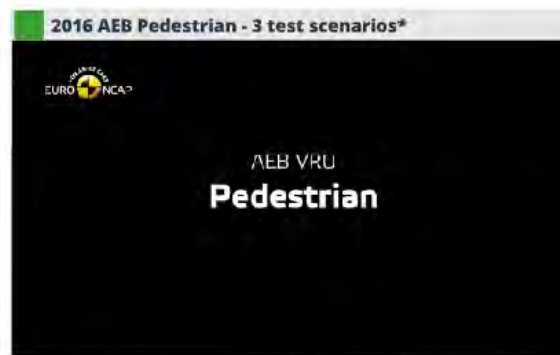 2016 AEB Pedestrian - 3 test scenarios*
EURO NCAP
AEB VRU
Pedestrian